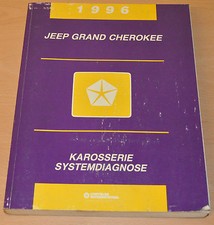 1996
JEEP GRAND CHEROKEE
KAROSSERIE
SYSTEMDIAGNOSE